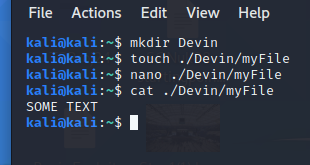 File Actions Edit View Help
kali@kali:~$ mkdir Devin
kali@kali:~$ touch ./Devin/myFile
kali@kali:~$ nano ./Devin/myFile
kali@kali:~$ cat ./Devin/myFile
SOME TEXT
kali@kali:~$